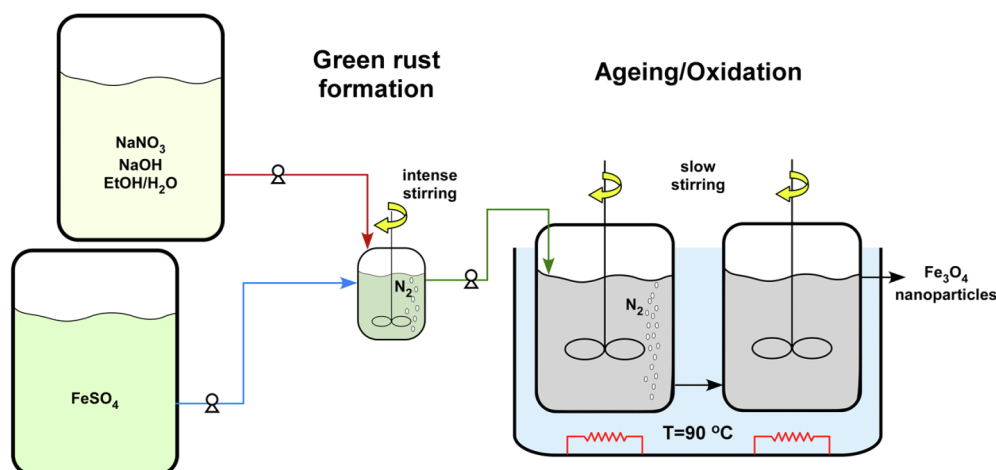 Green rust
formation
Ageing/Oxidation
NaNO₃
NaOH
EtOH/H₂O
intense
stirring
slow
stirring
N₂
N₂
Fe₃O₄
nanoparticles
FeSO₄
T=90 ºC